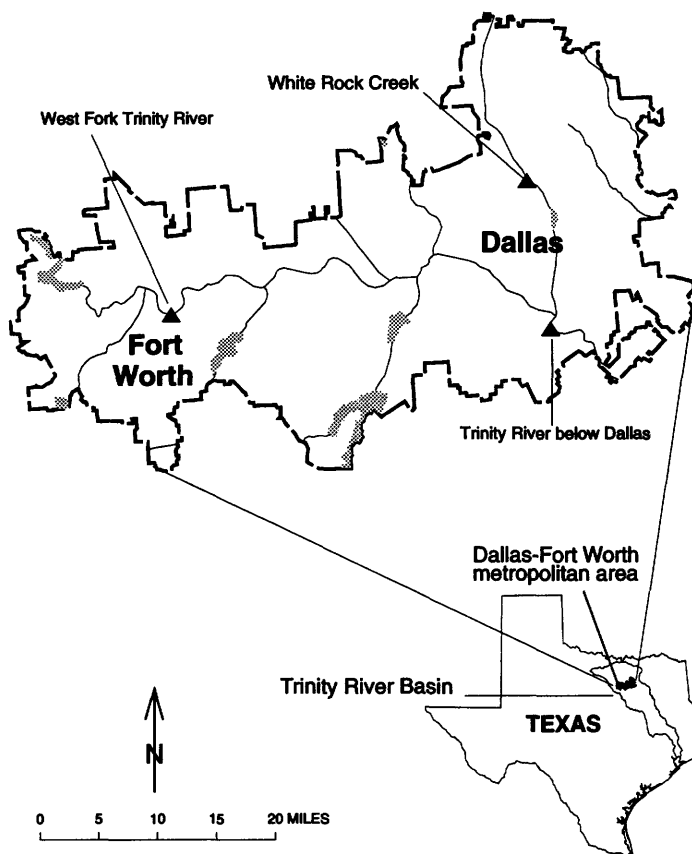 White Rock Creek
West Fork Trinity River
Dallas
Fort
Worth
Trinity River below Dallas
Dallas-Fort Worth
metropolitan area
Trinity River Basin
TEXAS
N
0 5 10 15 20 MILES